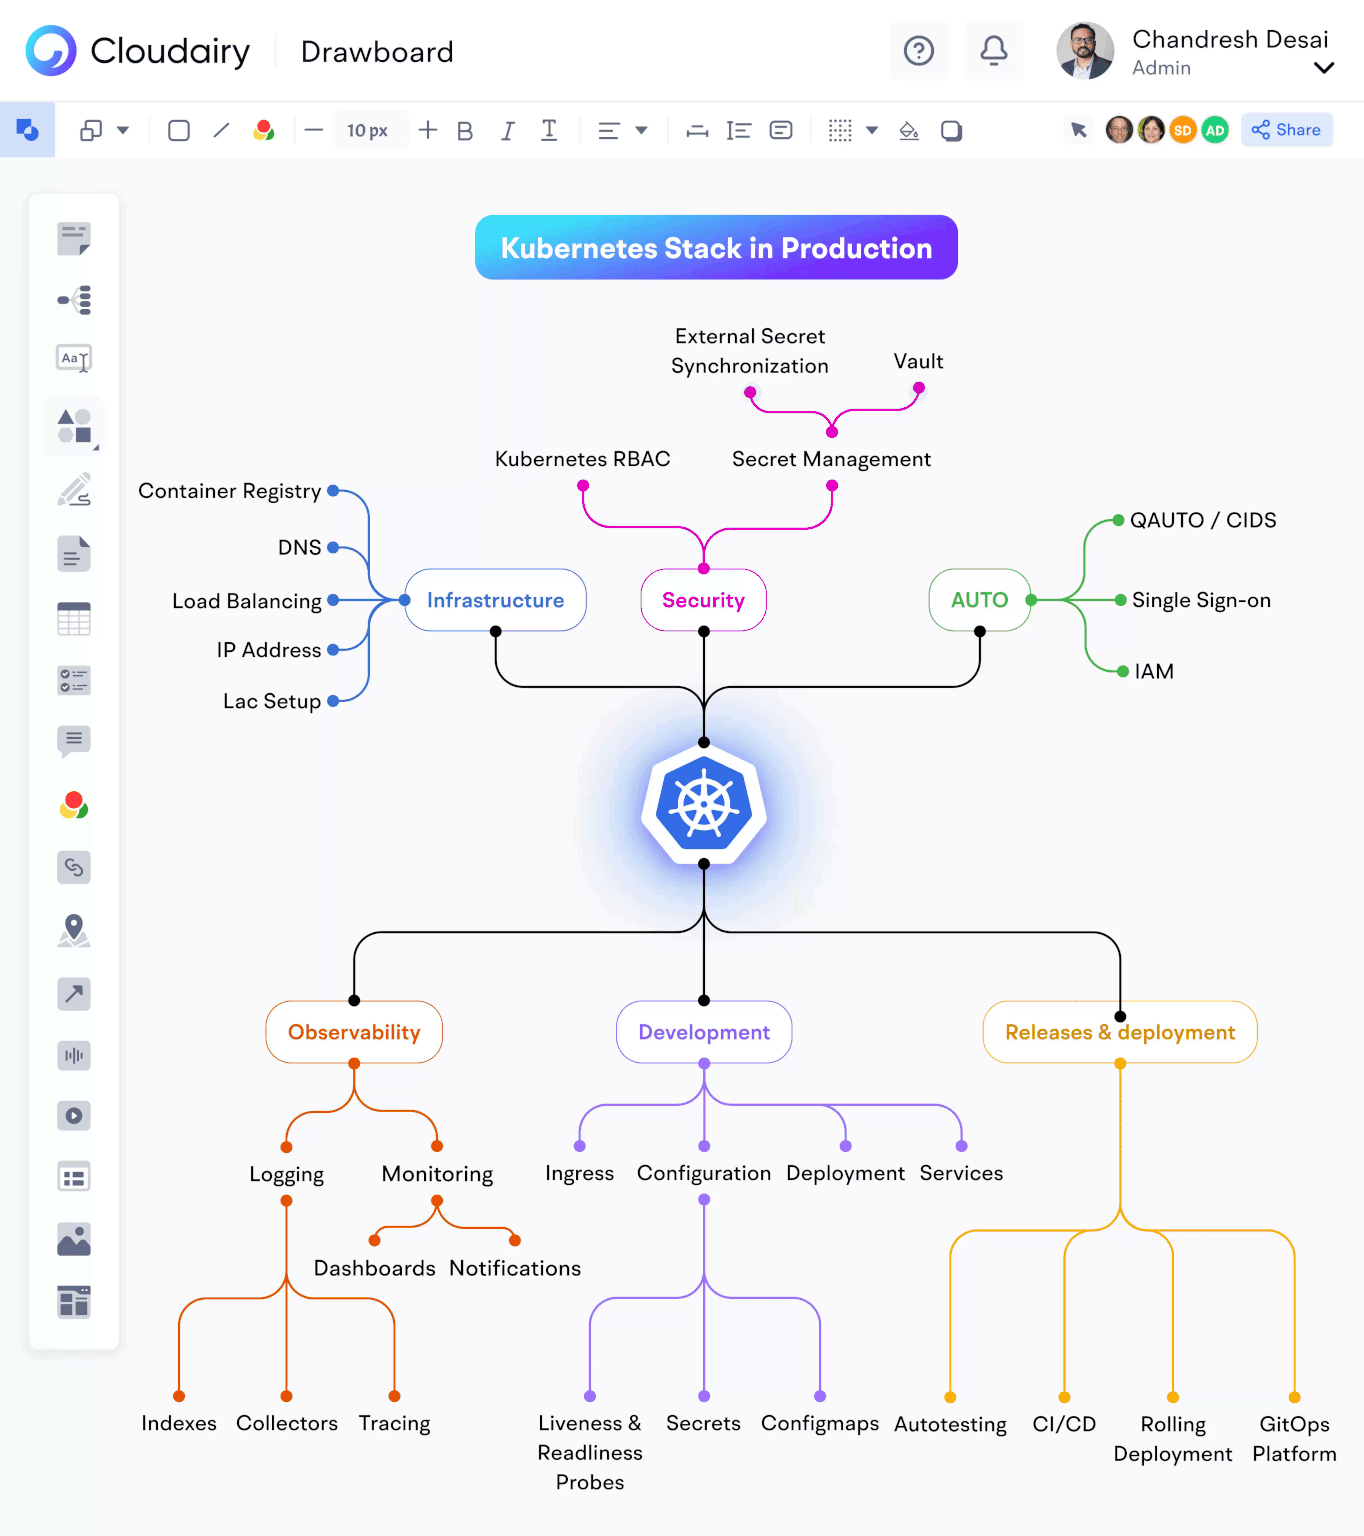 Cloudairy
Drawboard
Chandresh Desai
Admin
10 px
SD
AD
Share
Aa
Kubernetes Stack in Production
External Secret
Synchronization
Vault
Kubernetes RBAC
Secret Management
Container Registry
DNS
Load Balancing
IP Address
Lac Setup
Infrastructure
Security
AUTO
QAUTO / CIDS
Single Sign-on
IAM
Observability
Development
Releases & deployment
Logging
Monitoring
Ingress
Configuration
Deployment
Services
Dashboards
Notifications
Indexes
Collectors
Tracing
Liveness &
Readliness
Probes
Secrets
Configmaps
Autotesting
CI/CD
Rolling
Deployment
GitOps
Platform